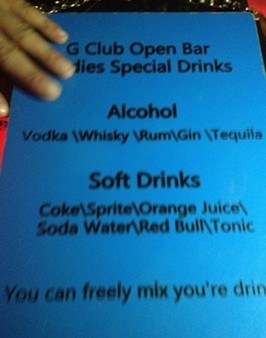 G Club Open Bar
dies Special Drinks
Alcohol
Vodka \Whisky \Rum\Gin \Tequila
Soft Drinks
Coke\Sprite\Orange Juice\
Soda Water\Red Bull\Tonic
You can freely mix you're drin